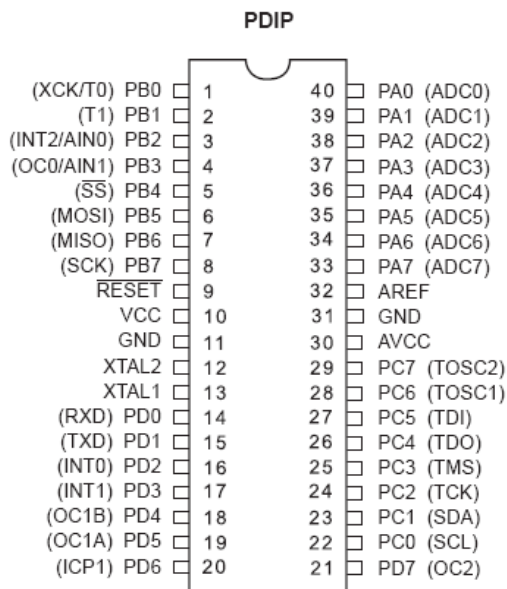 PDIP
(XCK/T0) PB0 1 40 PA0 (ADC0)
(T1) PB1 2 39 PA1 (ADC1)
(INT2/AIN0) PB2 3 38 PA2 (ADC2)
(OC0/AIN1) PB3 4 37 PA3 (ADC3)
(SS) PB4 5 36 PA4 (ADC4)
(MOSI) PB5 6 35 PA5 (ADC5)
(MISO) PB6 7 34 PA6 (ADC6)
(SCK) PB7 8 33 PA7 (ADC7)
RESET 9 32 AREF
VCC 10 31 GND
GND 11 30 AVCC
XTAL2 12 29 PC7 (TOSC2)
XTAL1 13 28 PC6 (TOSC1)
(RXD) PD0 14 27 PC5 (TDI)
(TXD) PD1 15 26 PC4 (TDO)
(INT0) PD2 16 25 PC3 (TMS)
(INT1) PD3 17 24 PC2 (TCK)
(OC1B) PD4 18 23 PC1 (SDA)
(OC1A) PD5 19 22 PC0 (SCL)
(ICP1) PD6 20 21 PD7 (OC2)